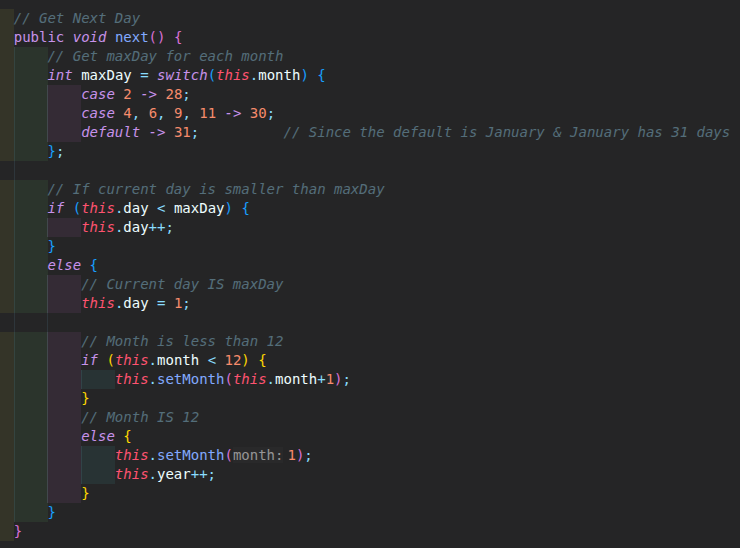 // Get Next Day
public void next() {
    // Get maxDay for each month
    int maxDay = switch(this.month) {
        case 2 -> 28;
        case 4, 6, 9, 11 -> 30;
        default -> 31;          // Since the default is January & January has 31 days
    };

    // If current day is smaller than maxDay
    if (this.day < maxDay) {
        this.day++;
    }
    else {
        // Current day IS maxDay
        this.day = 1;

        // Month is less than 12
        if (this.month < 12) {
            this.setMonth(this.month+1);
        }
        // Month IS 12
        else {
            this.setMonth(month: 1);
            this.year++;
        }
    }
}